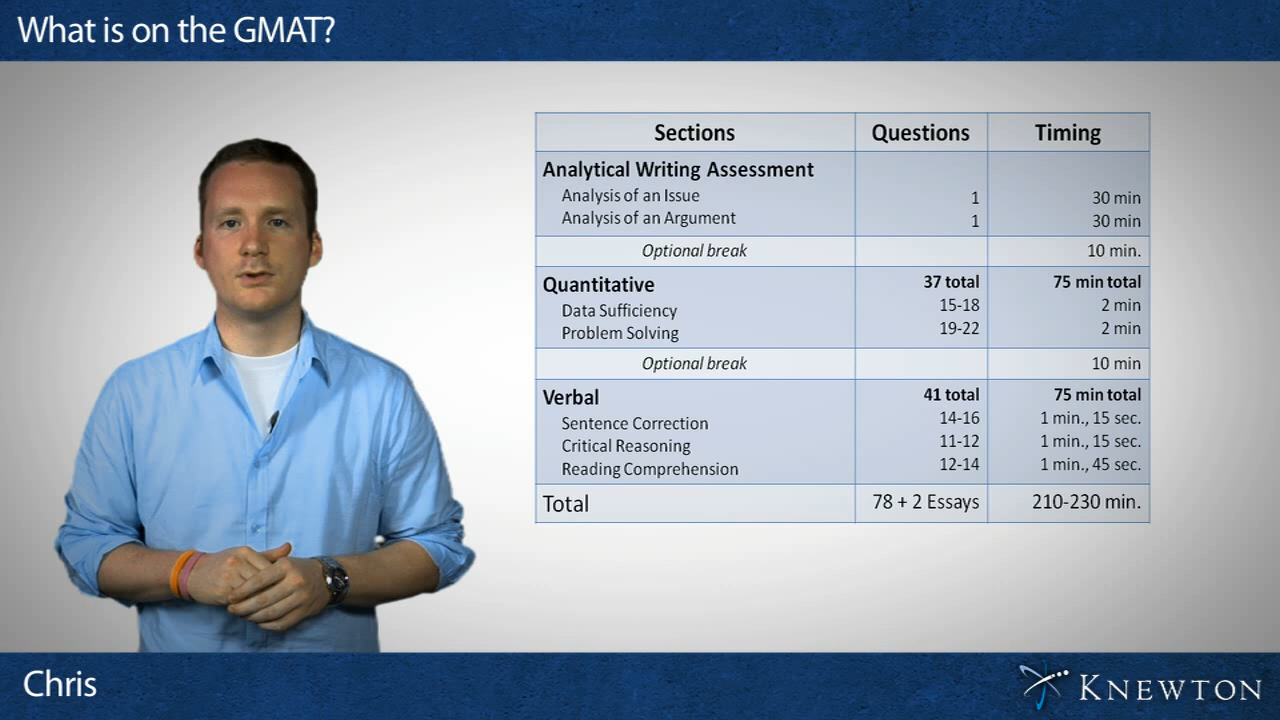 What is on the GMAT?
Sections Questions Timing
Analytical Writing Assessment
Analysis of an Issue 1 30 min
Analysis of an Argument 1 30 min
Optional break 10 min.
Quantitative 37 total 75 min total
Data Sufficiency 15-18 2 min
Problem Solving 19-22 2 min
Optional break 10 min
Verbal 41 total 75 min total
Sentence Correction 14-16 1 min., 15 sec.
Critical Reasoning 11-12 1 min., 15 sec.
Reading Comprehension 12-14 1 min., 45 sec.
Total 78 + 2 Essays 210-230 min.
Chris
KNEWTON